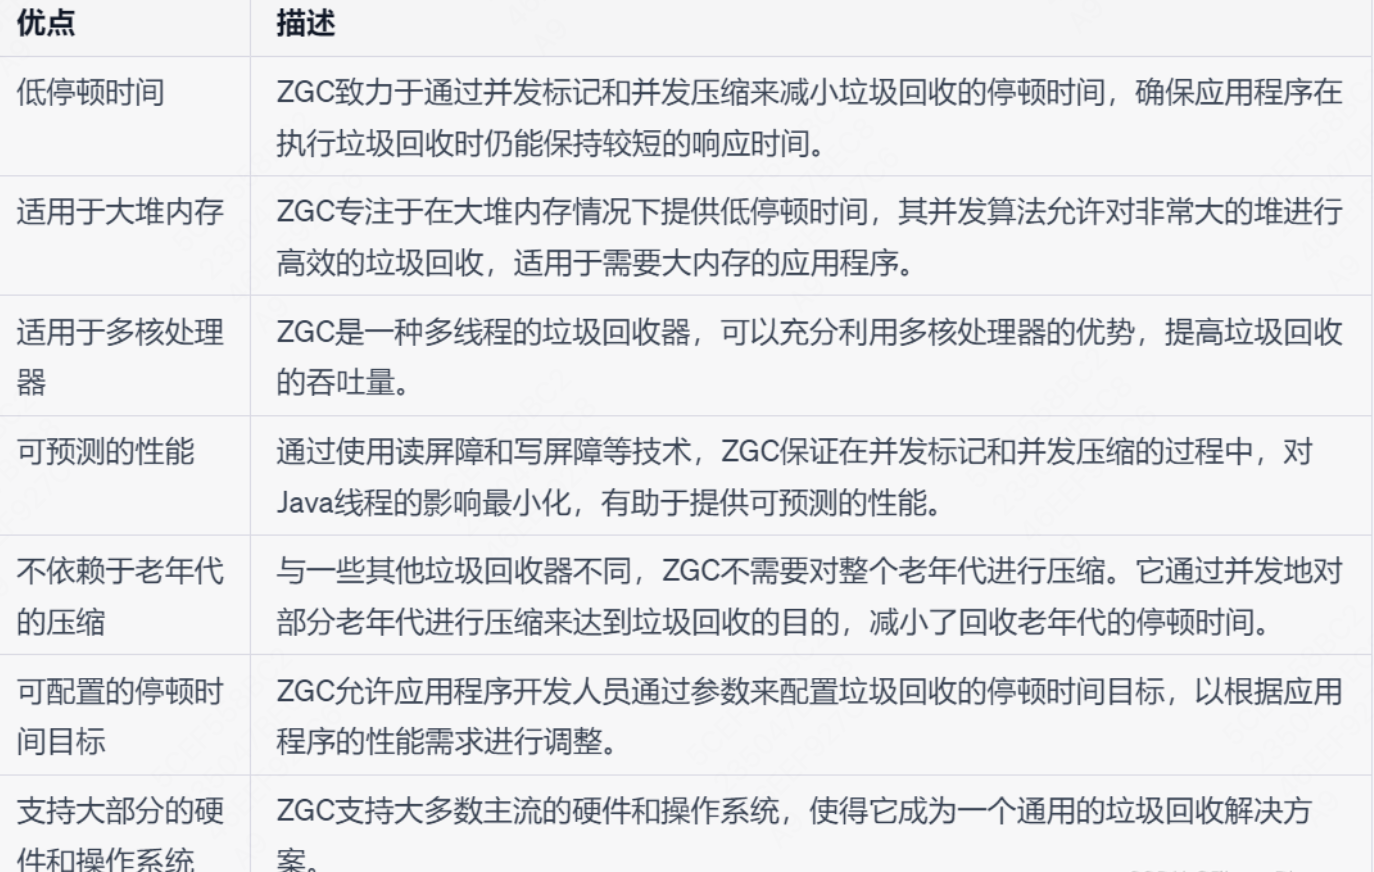 优点
描述
低停顿时间
ZGC致力于通过并发标记和并发压缩来减小垃圾回收的停顿时间，确保应用程序在
执行垃圾回收时仍能保持较短的响应时间。
适用于大堆内存
ZGC专注于在大堆内存情况下提供低停顿时间，其并发算法允许对非常大的堆进行
高效的垃圾回收，适用于需要大内存的应用程序。
适用于多核处理
器
ZGC是一种多线程的垃圾回收器，可以充分利用多核处理器的优势，提高垃圾回收
的吞吐量。
可预测的性能
通过使用读屏障和写屏障等技术，ZGC保证在并发标记和并发压缩的过程中，对
Java线程的影响最小化，有助于提供可预测的性能。
不依赖于老年代
的压缩
与一些其他垃圾回收器不同，ZGC不需要对整个老年代进行压缩。它通过并发地对
部分老年代进行压缩来达到垃圾回收的目的，减小了回收老年代的停顿时间。
可配置的停顿时
间目标
ZGC允许应用程序开发人员通过参数来配置垃圾回收的停顿时间目标，以根据应用
程序的性能需求进行调整。
支持大部分的硬
件和操作系统
ZGC支持大多数主流的硬件和操作系统，使得它成为一个通用的垃圾回收解决方
案。